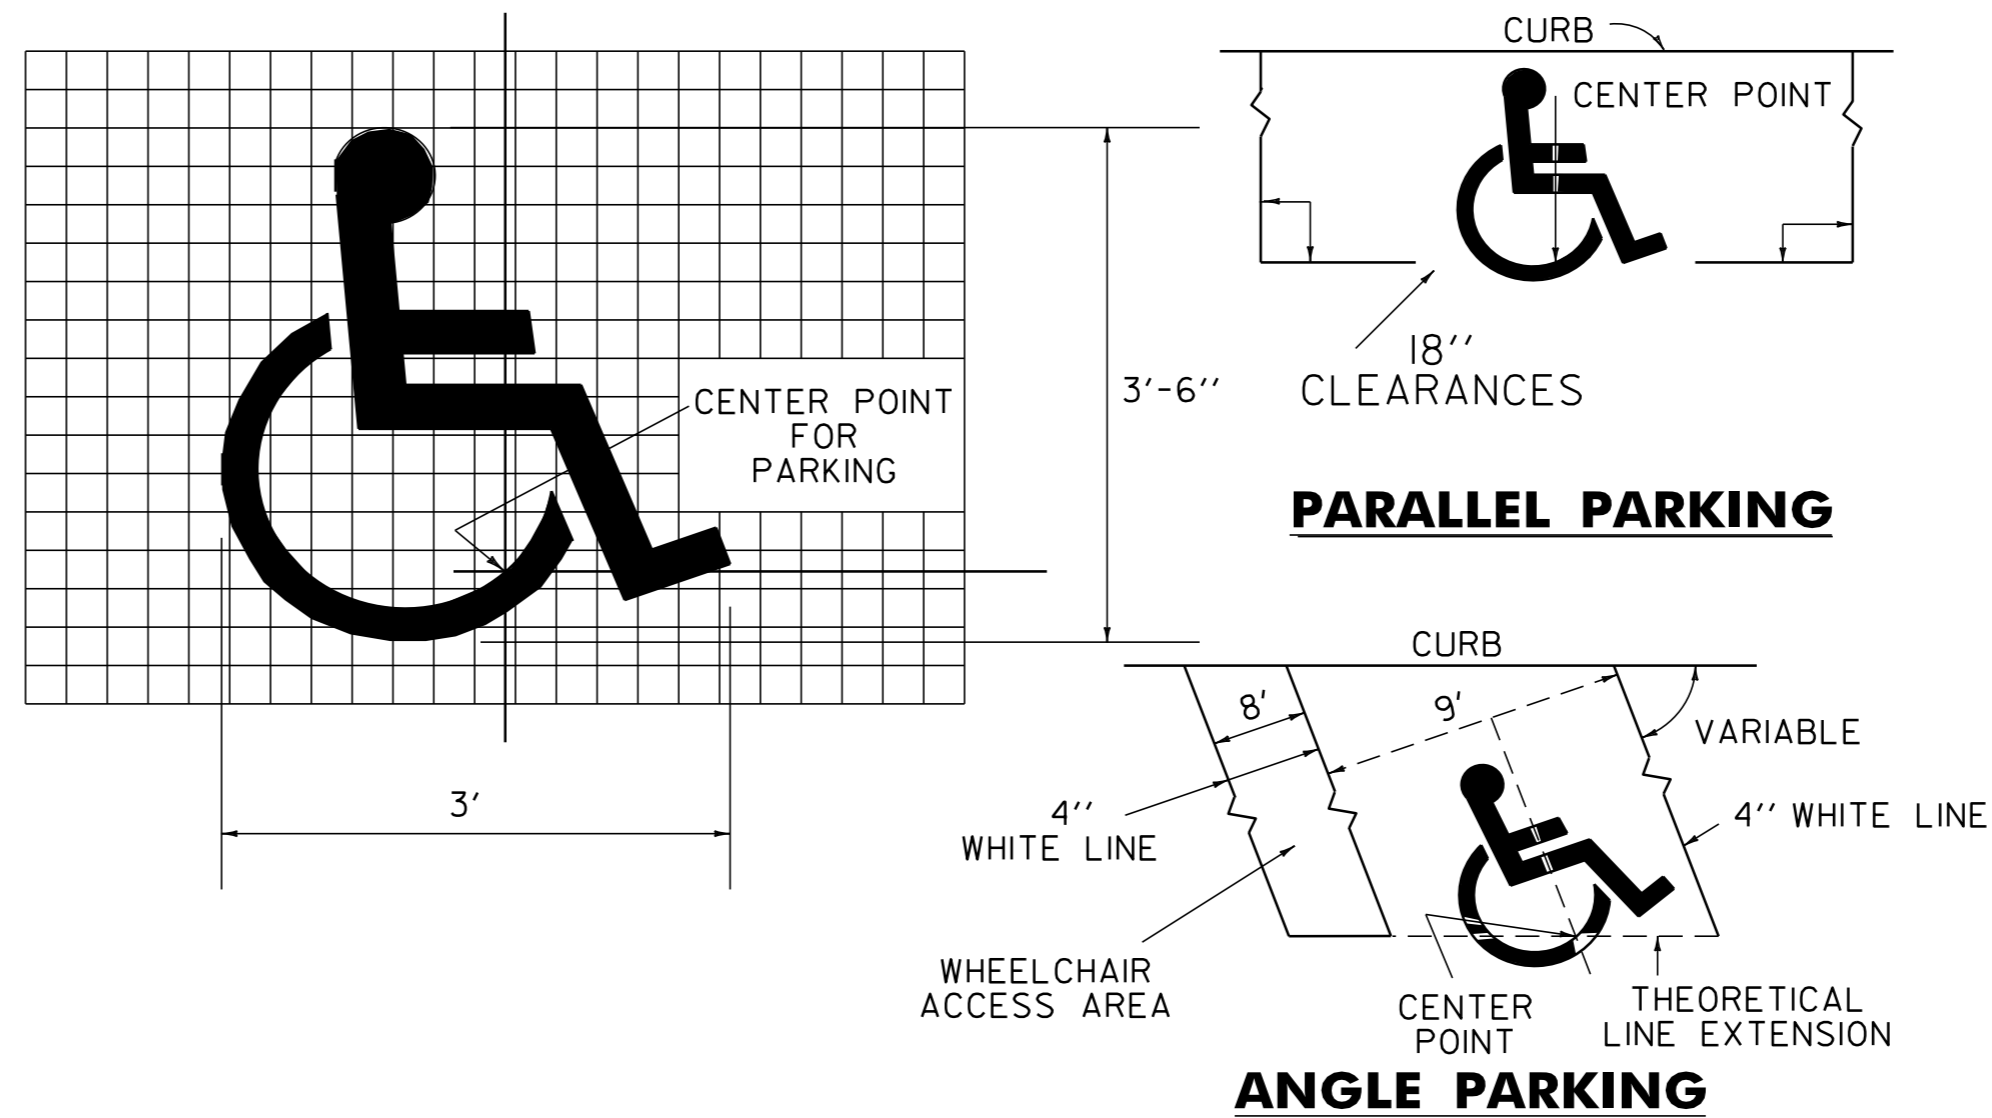 CENTER POINT
FOR
PARKING
3'-6''
3'
CURB
CENTER POINT
18''
CLEARANCES
PARALLEL PARKING
CURB
8'
9'
VARIABLE
4''
WHITE LINE
4'' WHITE LINE
WHEELCHAIR
ACCESS AREA
CENTER
POINT
THEORETICAL
LINE EXTENSION
ANGLE PARKING